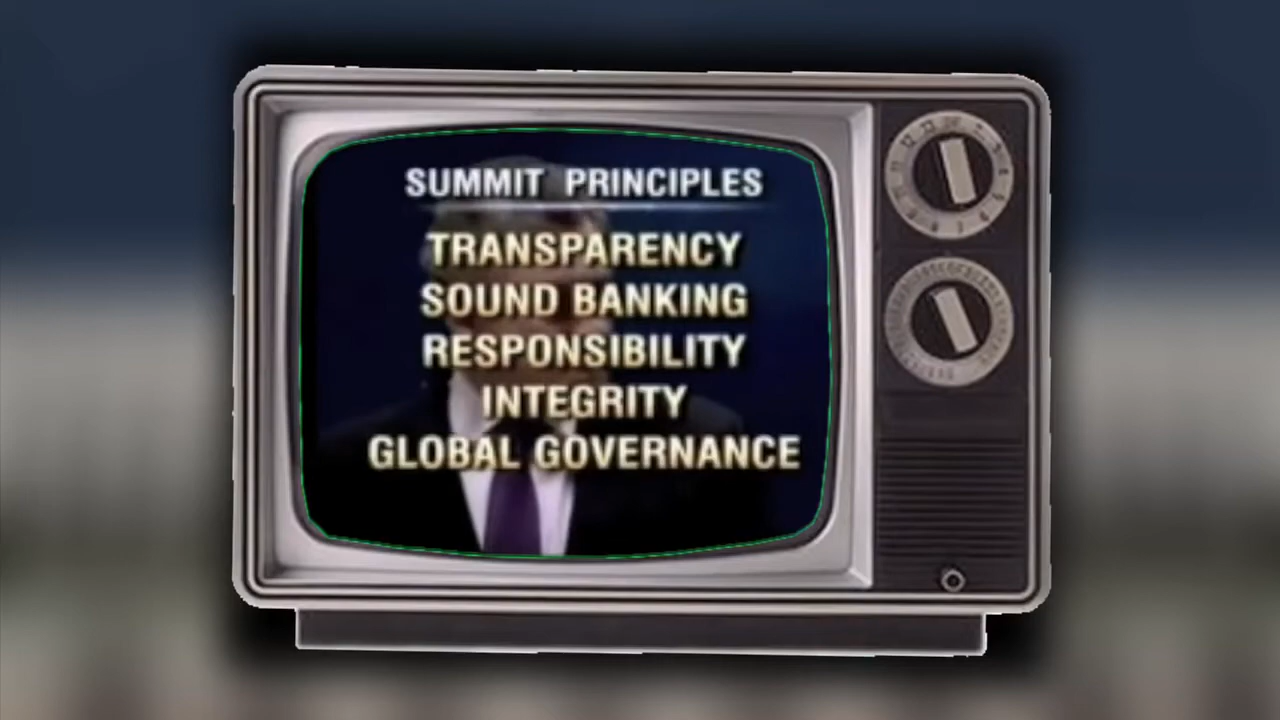 SUMMIT PRINCIPLES
TRANSPARENCY
SOUND BANKING
RESPONSIBILITY
INTEGRITY
GLOBAL GOVERNANCE